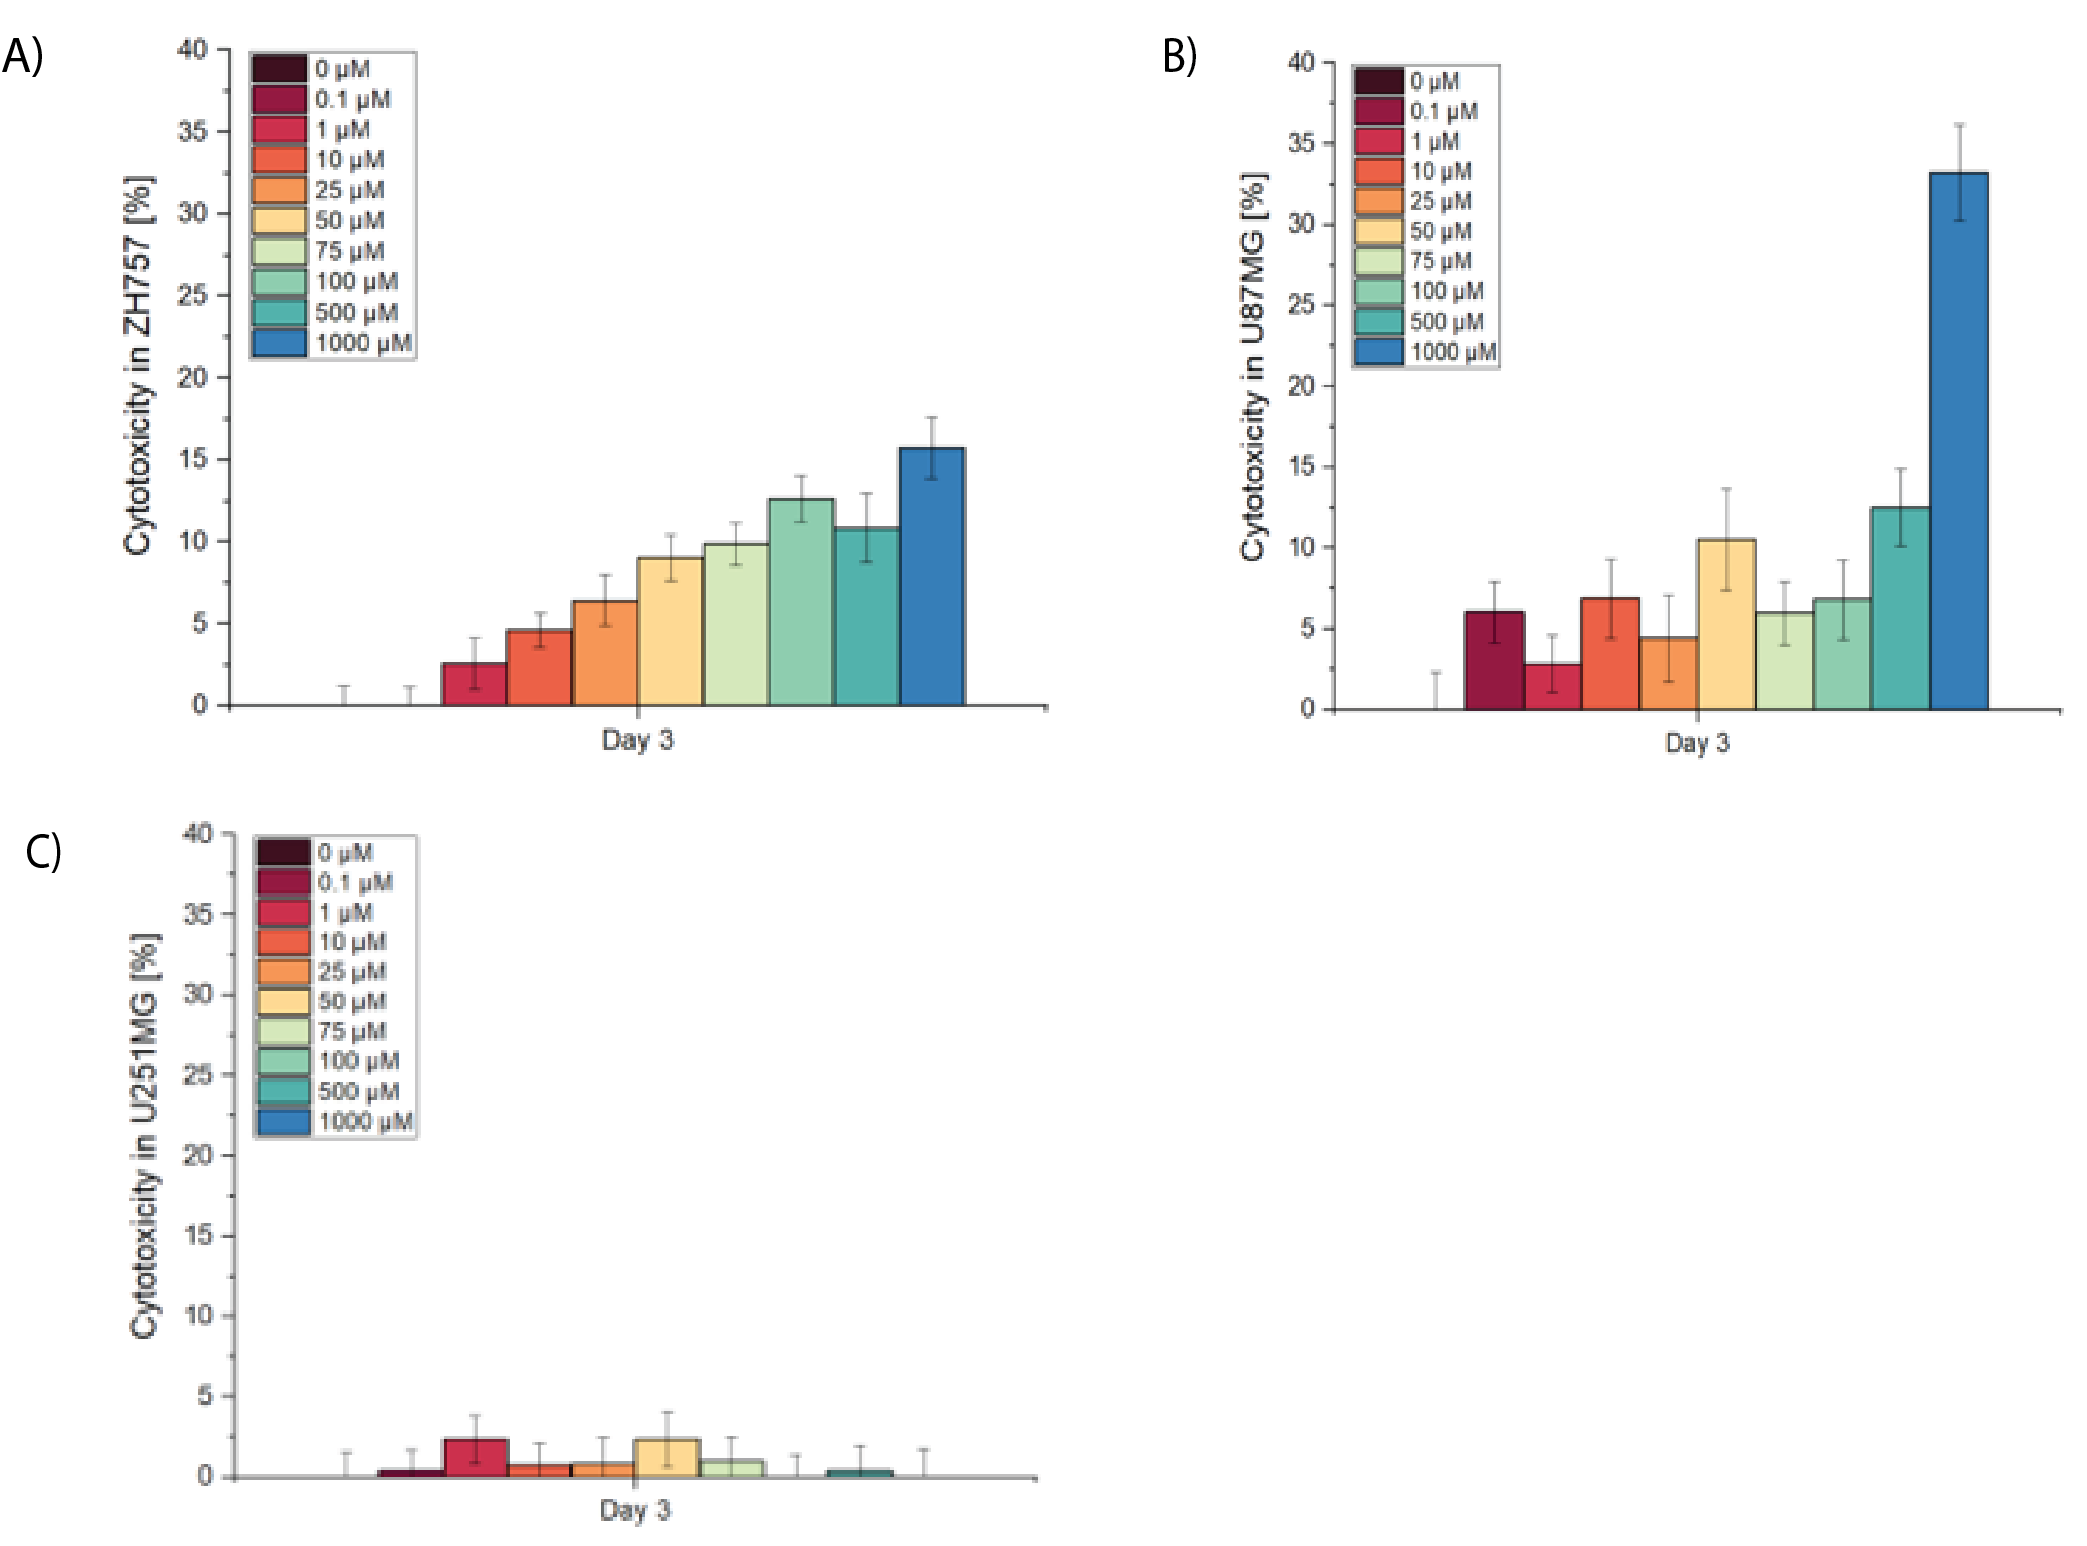 A)
40
35
30
25
20
15
10
5
0
Cytotoxicity in ZH757 [%]
0 µM
0.1 µM
1 µM
10 µM
25 µM
50 µM
75 µM
100 µM
500 µM
1000 µM
Day 3
B)
40
35
30
25
20
15
10
5
0
Cytotoxicity in U87MG [%]
0 µM
0.1 µM
1 µM
10 µM
25 µM
50 µM
75 µM
100 µM
500 µM
1000 µM
Day 3
C)
40
35
30
25
20
15
10
5
0
Cytotoxicity in U251MG [%]
0 µM
0.1 µM
1 µM
10 µM
25 µM
50 µM
75 µM
100 µM
500 µM
1000 µM
Day 3